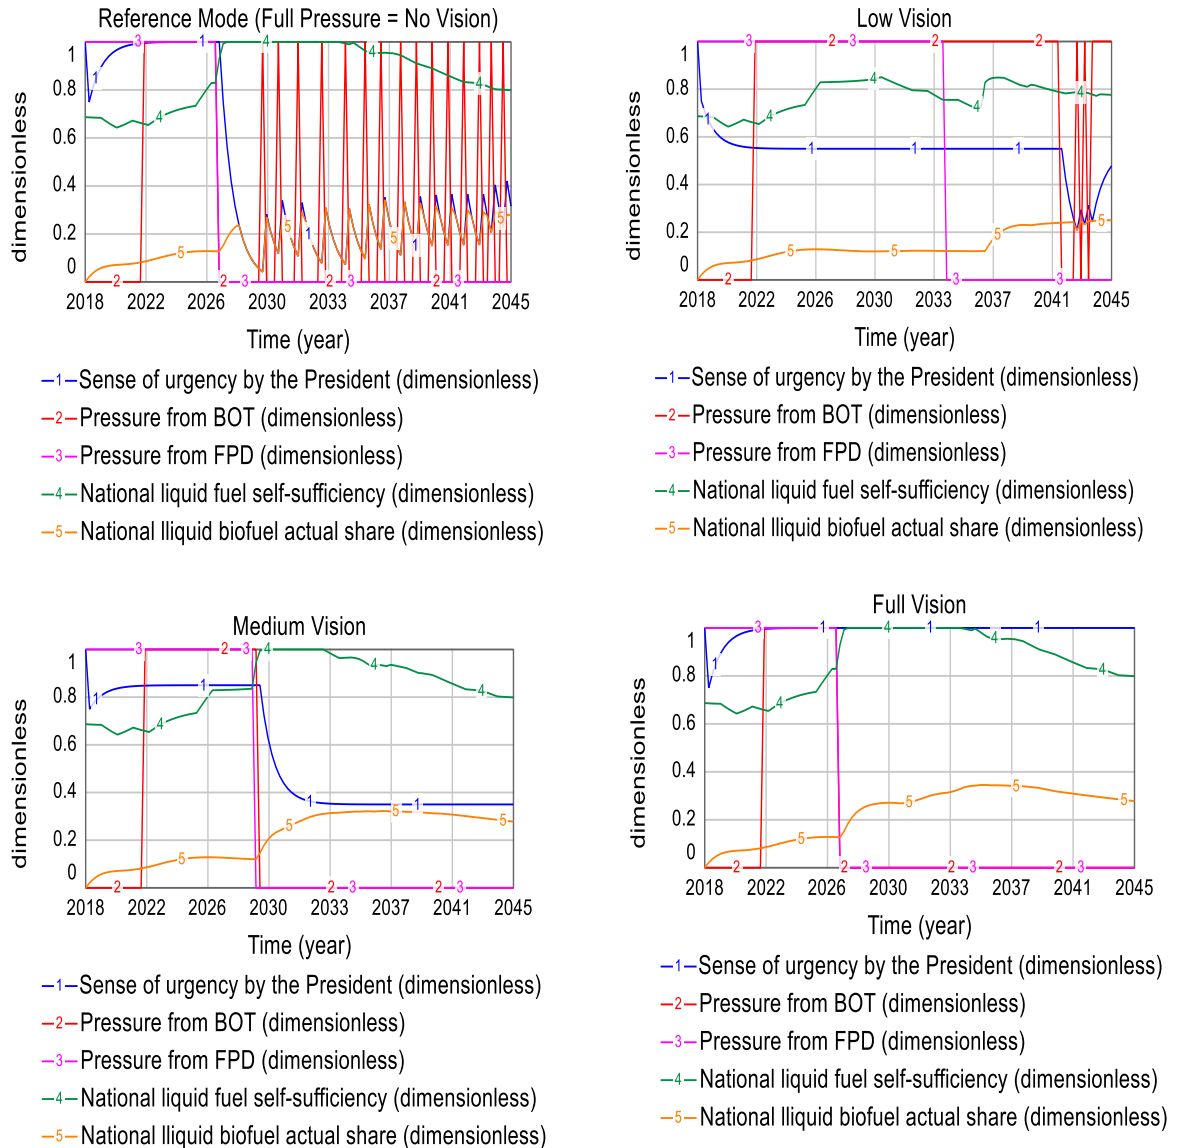 Reference Mode (Full Pressure = No Vision)
dimensionless
1
0.8
0.6
0.4
0.2
0
2018 2022 2026 2030 2033 2037 2041 2045
Time (year)
1 Sense of urgency by the President (dimensionless)
2 Pressure from BOT (dimensionless)
3 Pressure from FPD (dimensionless)
4 National liquid fuel self-sufficiency (dimensionless)
5 National lliquid biofuel actual share (dimensionless)
Low Vision
dimensionless
1
0.8
0.6
0.4
0.2
0
2018 2022 2026 2030 2033 2037 2041 2045
Time (year)
1 Sense of urgency by the President (dimensionless)
2 Pressure from BOT (dimensionless)
3 Pressure from FPD (dimensionless)
4 National liquid fuel self-sufficiency (dimensionless)
5 National lliquid biofuel actual share (dimensionless)
Medium Vision
dimensionless
1
0.8
0.6
0.4
0.2
0
2018 2022 2026 2030 2033 2037 2041 2045
Time (year)
1 Sense of urgency by the President (dimensionless)
2 Pressure from BOT (dimensionless)
3 Pressure from FPD (dimensionless)
4 National liquid fuel self-sufficiency (dimensionless)
5 National lliquid biofuel actual share (dimensionless)
Full Vision
dimensionless
1
0.8
0.6
0.4
0.2
0
2018 2022 2026 2030 2033 2037 2041 2045
Time (year)
1 Sense of urgency by the President (dimensionless)
2 Pressure from BOT (dimensionless)
3 Pressure from FPD (dimensionless)
4 National liquid fuel self-sufficiency (dimensionless)
5 National lliquid biofuel actual share (dimensionless)